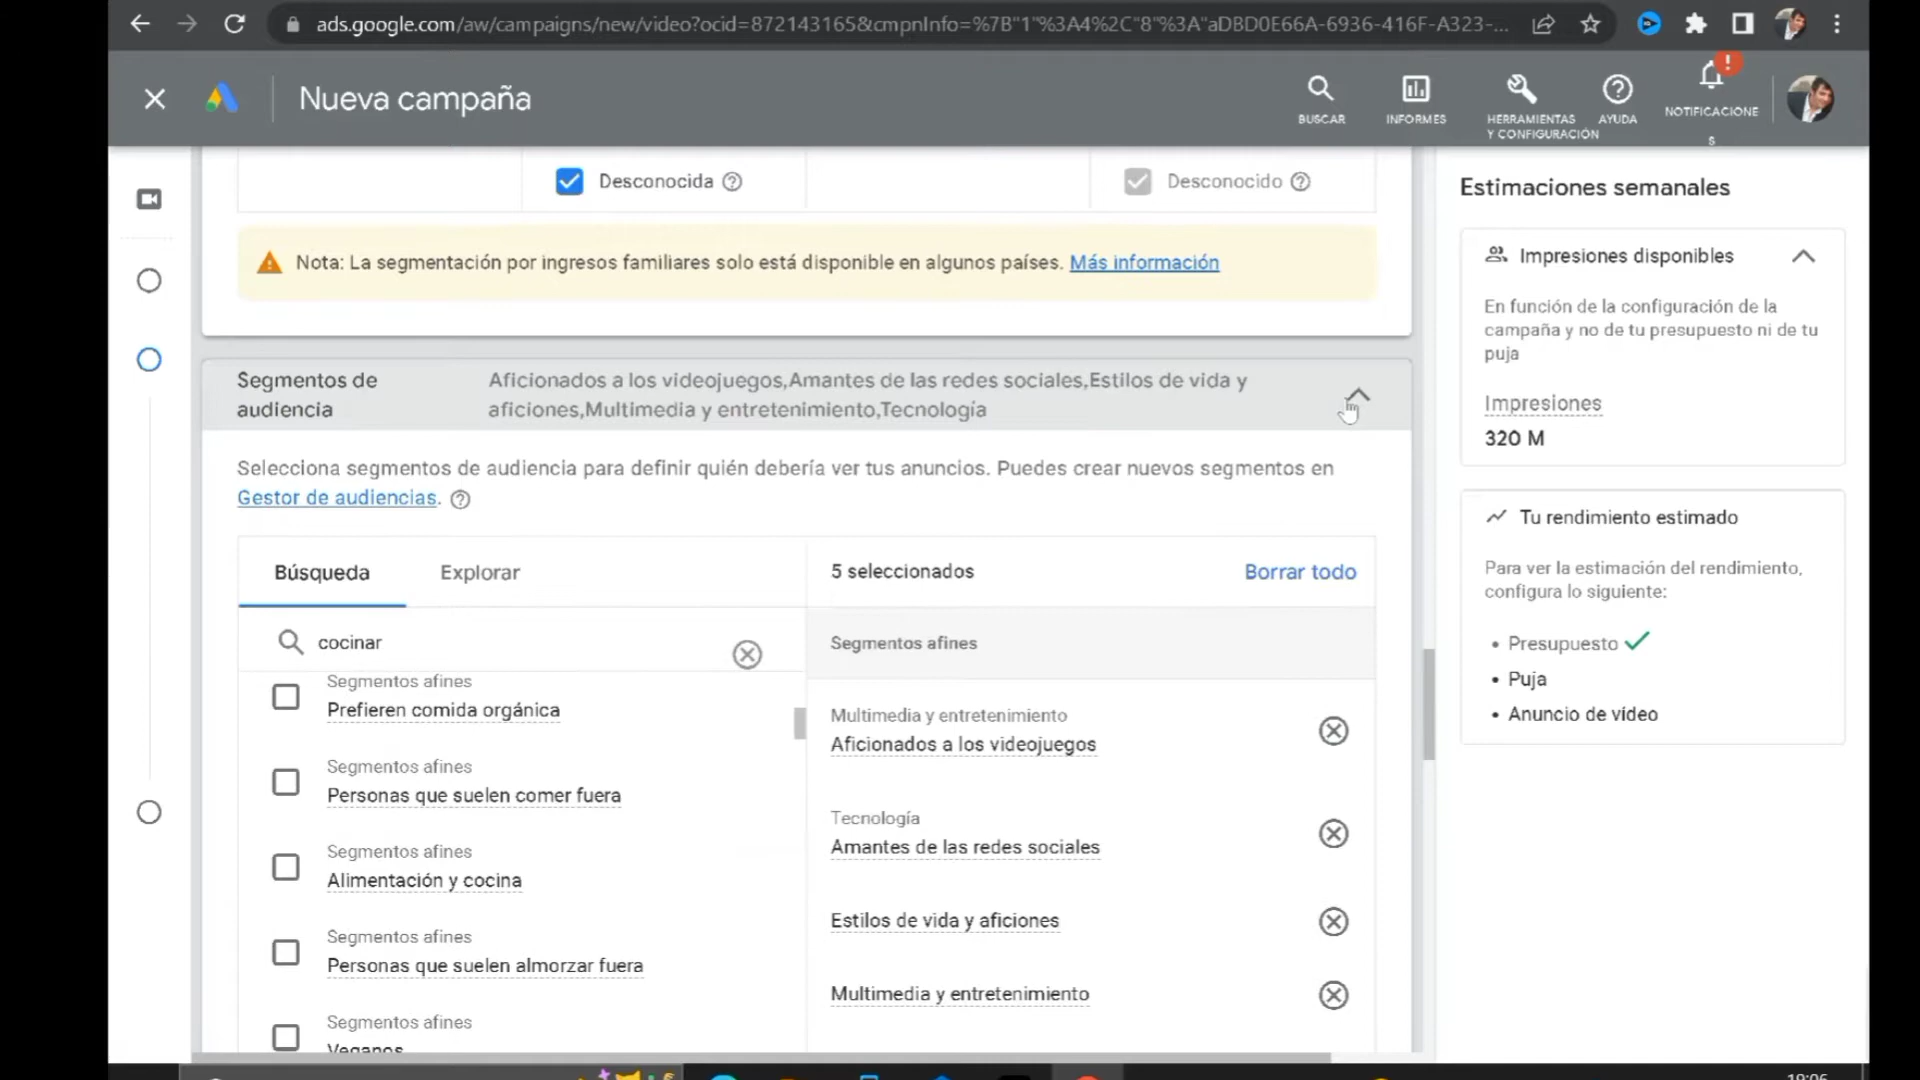 ads.google.com/aw/campaigns/new/video?ocid=872143165&cmpnInfo=%7B"1"%3A4%2C"8"%3A"aDBD0E66A-6936-416F-A323-...
Nueva campaña
BUSCAR
INFORMES
HERRAMIENTAS
Y CONFIGURACIÓN
AYUDA
NOTIFICACIONE
S
Desconocida
Desconocido
Nota: La segmentación por ingresos familiares solo está disponible en algunos países. Más información
Segmentos de
audiencia
Aficionados a los videojuegos,Amantes de las redes sociales,Estilos de vida y
aficiones,Multimedia y entretenimiento,Tecnología
Selecciona segmentos de audiencia para definir quién debería ver tus anuncios. Puedes crear nuevos segmentos en
Gestor de audiencias.
Búsqueda
Explorar
cocinar
Segmentos afines
Prefieren comida orgánica
Segmentos afines
Personas que suelen comer fuera
Segmentos afines
Alimentación y cocina
Segmentos afines
Personas que suelen almorzar fuera
Segmentos afines
Veganos
5 seleccionados
Borrar todo
Segmentos afines
Multimedia y entretenimiento
Aficionados a los videojuegos
Tecnología
Amantes de las redes sociales
Estilos de vida y aficiones
Multimedia y entretenimiento
Estimaciones semanales
Impresiones disponibles
En función de la configuración de la
campaña y no de tu presupuesto ni de tu
puja
Impresiones
320 M
Tu rendimiento estimado
Para ver la estimación del rendimiento,
configura lo siguiente:
• Presupuesto
• Puja
• Anuncio de vídeo
19:06